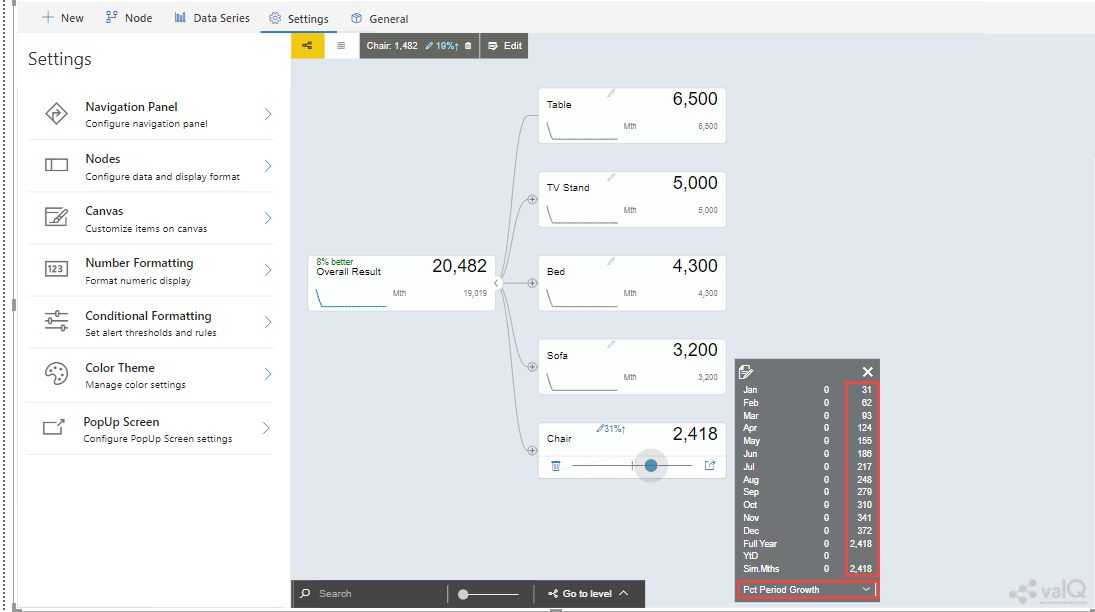 New Node Data Series Settings General
Settings
Navigation Panel
Configure navigation panel
Nodes
Configure data and display format
Canvas
Customize items on canvas
123
Number Formatting
Format numeric display
Conditional Formatting
Set alert thresholds and rules
Color Theme
Manage color settings
PopUp Screen
Configure PopUp Screen settings
Chair: 1,482 19%↑ Edit
8% better
Overall Result 20,482
Mth 19,019
Table 6,500
Mth 6,500
TV Stand 5,000
Mth 5,000
Bed 4,300
Mth 4,300
Sofa 3,200
Mth 3,200
Chair 31%↑ 2,418
Jan 0 31
Feb 0 62
Mar 0 93
Apr 0 124
May 0 155
Jun 0 186
Jul 0 217
Aug 0 248
Sep 0 279
Oct 0 310
Nov 0 341
Dec 0 372
Full Year 0 2,418
YtD 0
Sim.Mths 0 2,418
Pct Period Growth
Search Go to level
valQ